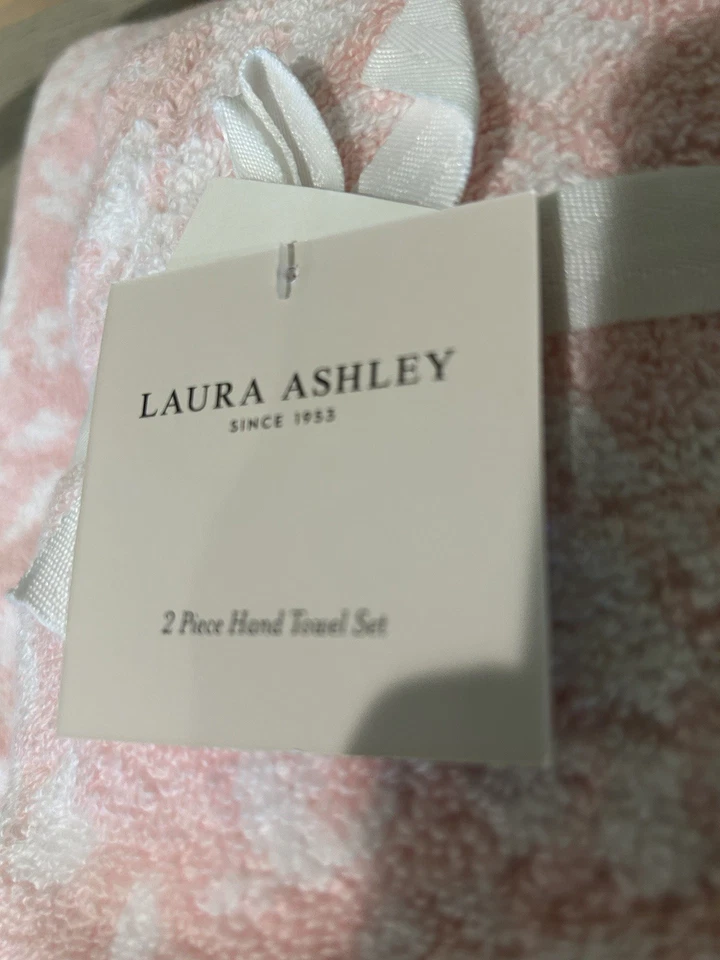 LAURA ASHLEY
SINCE 1953
2 Piece Hand Towel Set